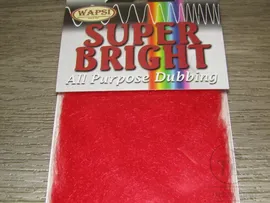 WAPSI
SUPER
BRIGHT
All Purpose Dubbing